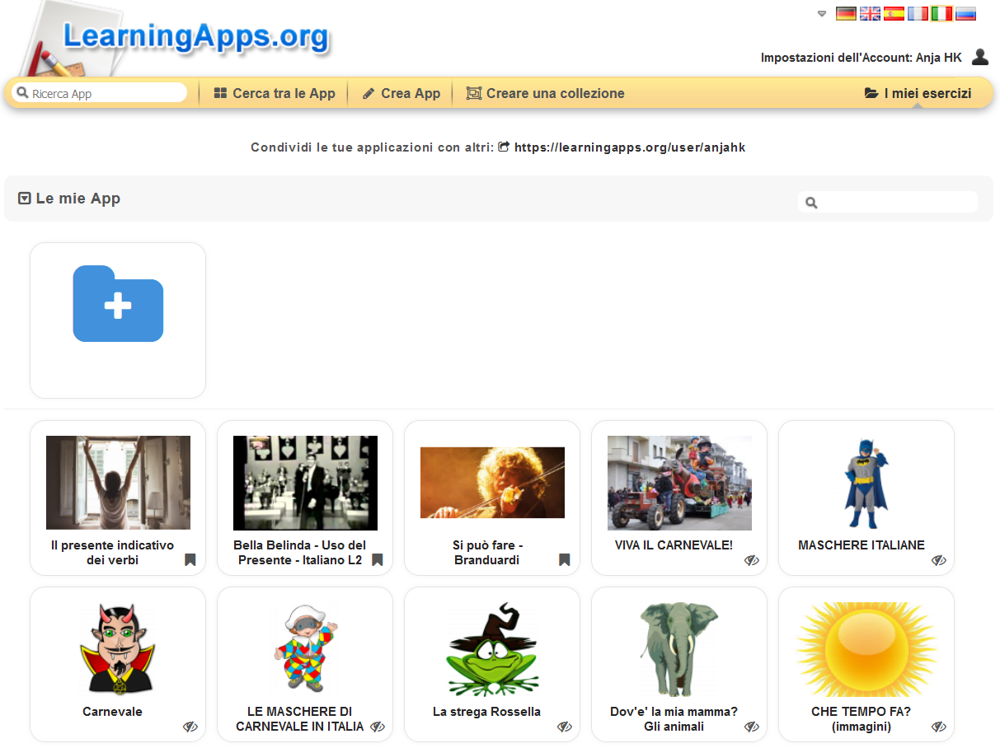 LearningApps.org
Impostazioni dell'Account: Anja HK
Ricerca App
Cerca tra le App
Crea App
Creare una collezione
I miei esercizi
Condividi le tue applicazioni con altri: https://learningapps.org/user/anjahk
Le mie App
Il presente indicativo
dei verbi
Bella Belinda - Uso del
Presente - Italiano L2
Si può fare -
Branduardi
VIVA IL CARNEVALE!
MASCHERE ITALIANE
Carnevale
LE MASCHERE DI
CARNEVALE IN ITALIA
La strega Rossella
Dov'e' la mia mamma?
Gli animali
CHE TEMPO FA?
(immagini)